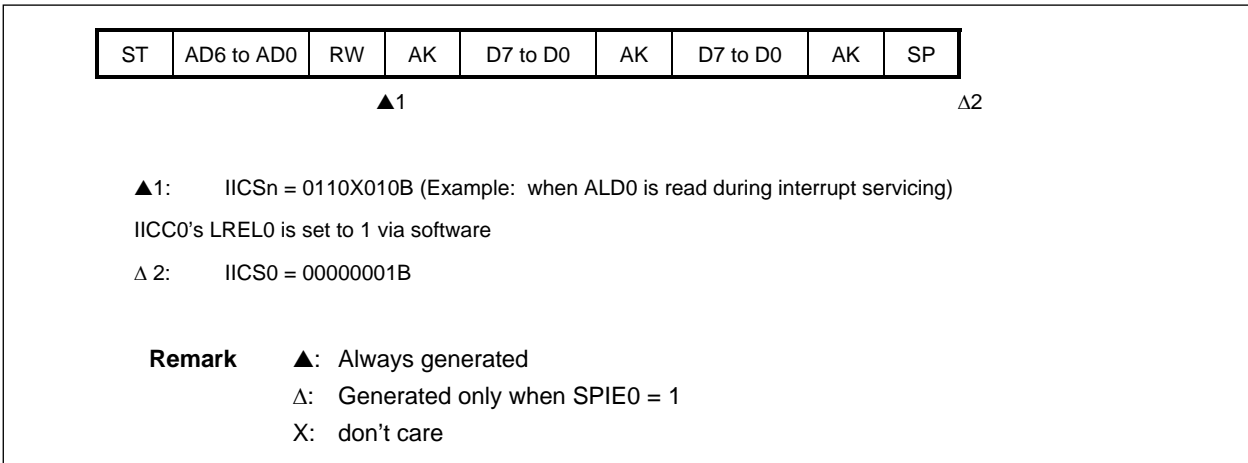 ST AD6 to AD0 RW AK D7 to D0 AK D7 to D0 AK SP
▲1 ∆2
▲1: IICSn = 0110X010B (Example: when ALD0 is read during interrupt servicing)
IICC0's LREL0 is set to 1 via software
∆ 2: IICS0 = 00000001B
Remark ▲: Always generated
∆: Generated only when SPIE0 = 1
X: don't care